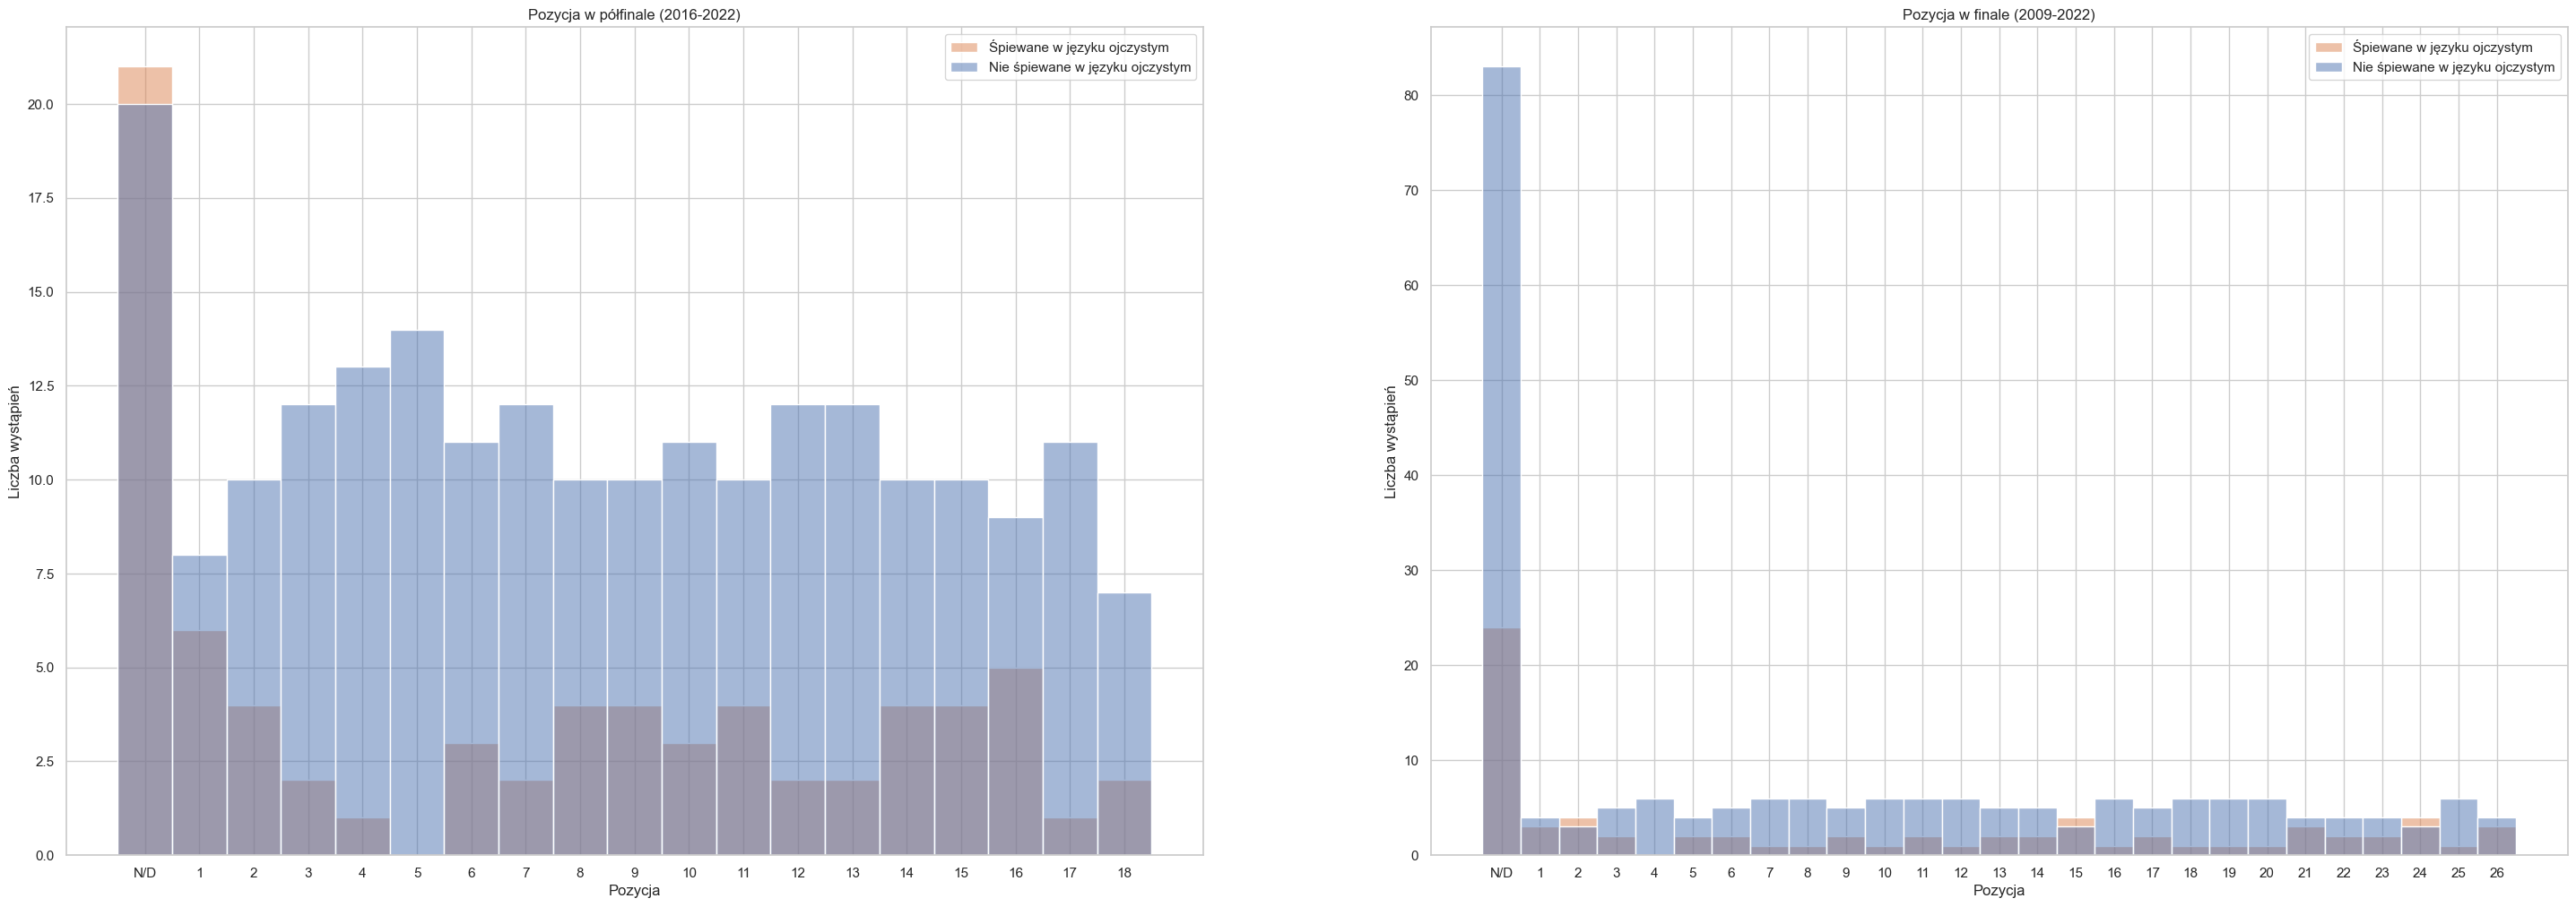 Pozycja w półfinale (2016-2022)
Śpiewane w języku ojczystym
Nie śpiewane w języku ojczystym
Liczba wystąpień
20.0
17.5
15.0
12.5
10.0
7.5
5.0
2.5
0.0
N/D 1 2 3 4 5 6 7 8 9 10 11 12 13 14 15 16 17 18
Pozycja
Pozycja w finale (2009-2022)
Śpiewane w języku ojczystym
Nie śpiewane w języku ojczystym
Liczba wystąpień
80
70
60
50
40
30
20
10
0
N/D 1 2 3 4 5 6 7 8 9 10 11 12 13 14 15 16 17 18 19 20 21 22 23 24 25 26
Pozycja